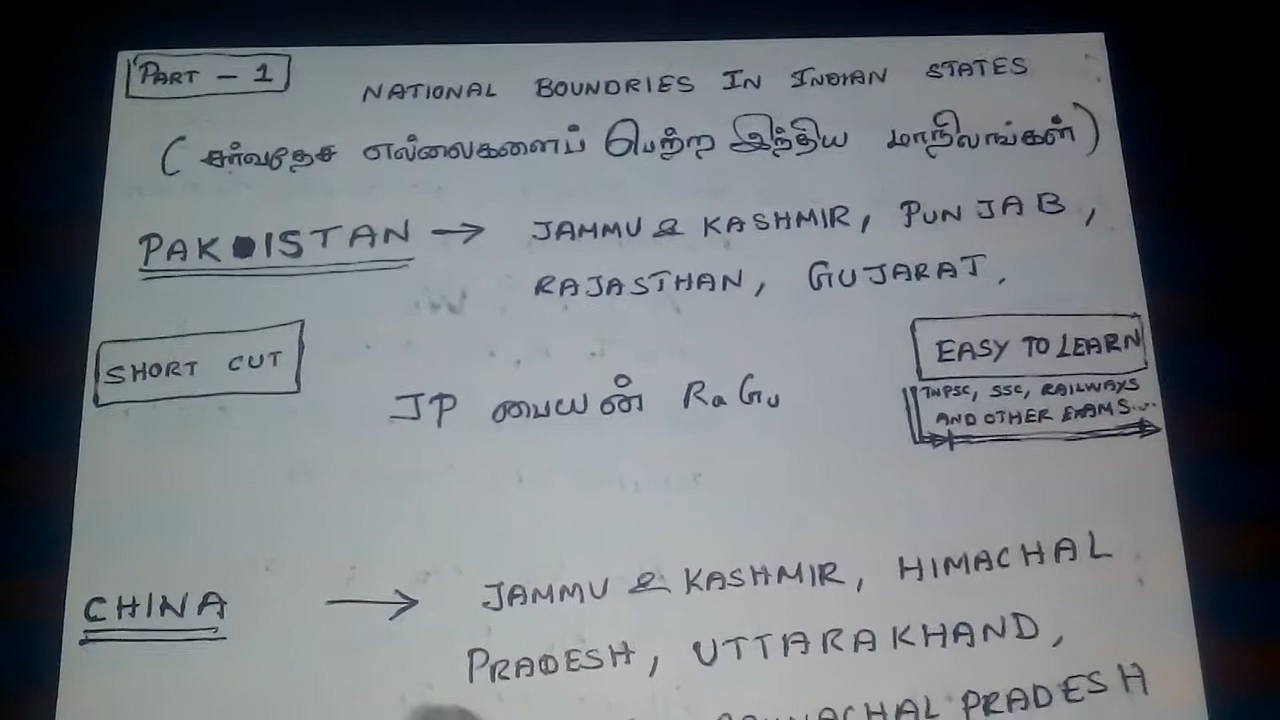 PART - 1
NATIONAL BOUNDRIES IN INDIAN STATES
(சர்வதேச எல்லைகளைப் பெற்ற இந்திய மாநிலங்கள்)
PAKISTAN → JAMMU & KASHMIR, PUNJAB,
RAJASTHAN, GUJARAT.
SHORT CUT
JP பையன் RaGu
EASY TO LEARN
TNPSC, SSC, RAILWAYS
AND OTHER EXAMS...
CHINA → JAMMU & KASHMIR, HIMACHAL
PRADESH, UTTARAKHAND,
PRADESH